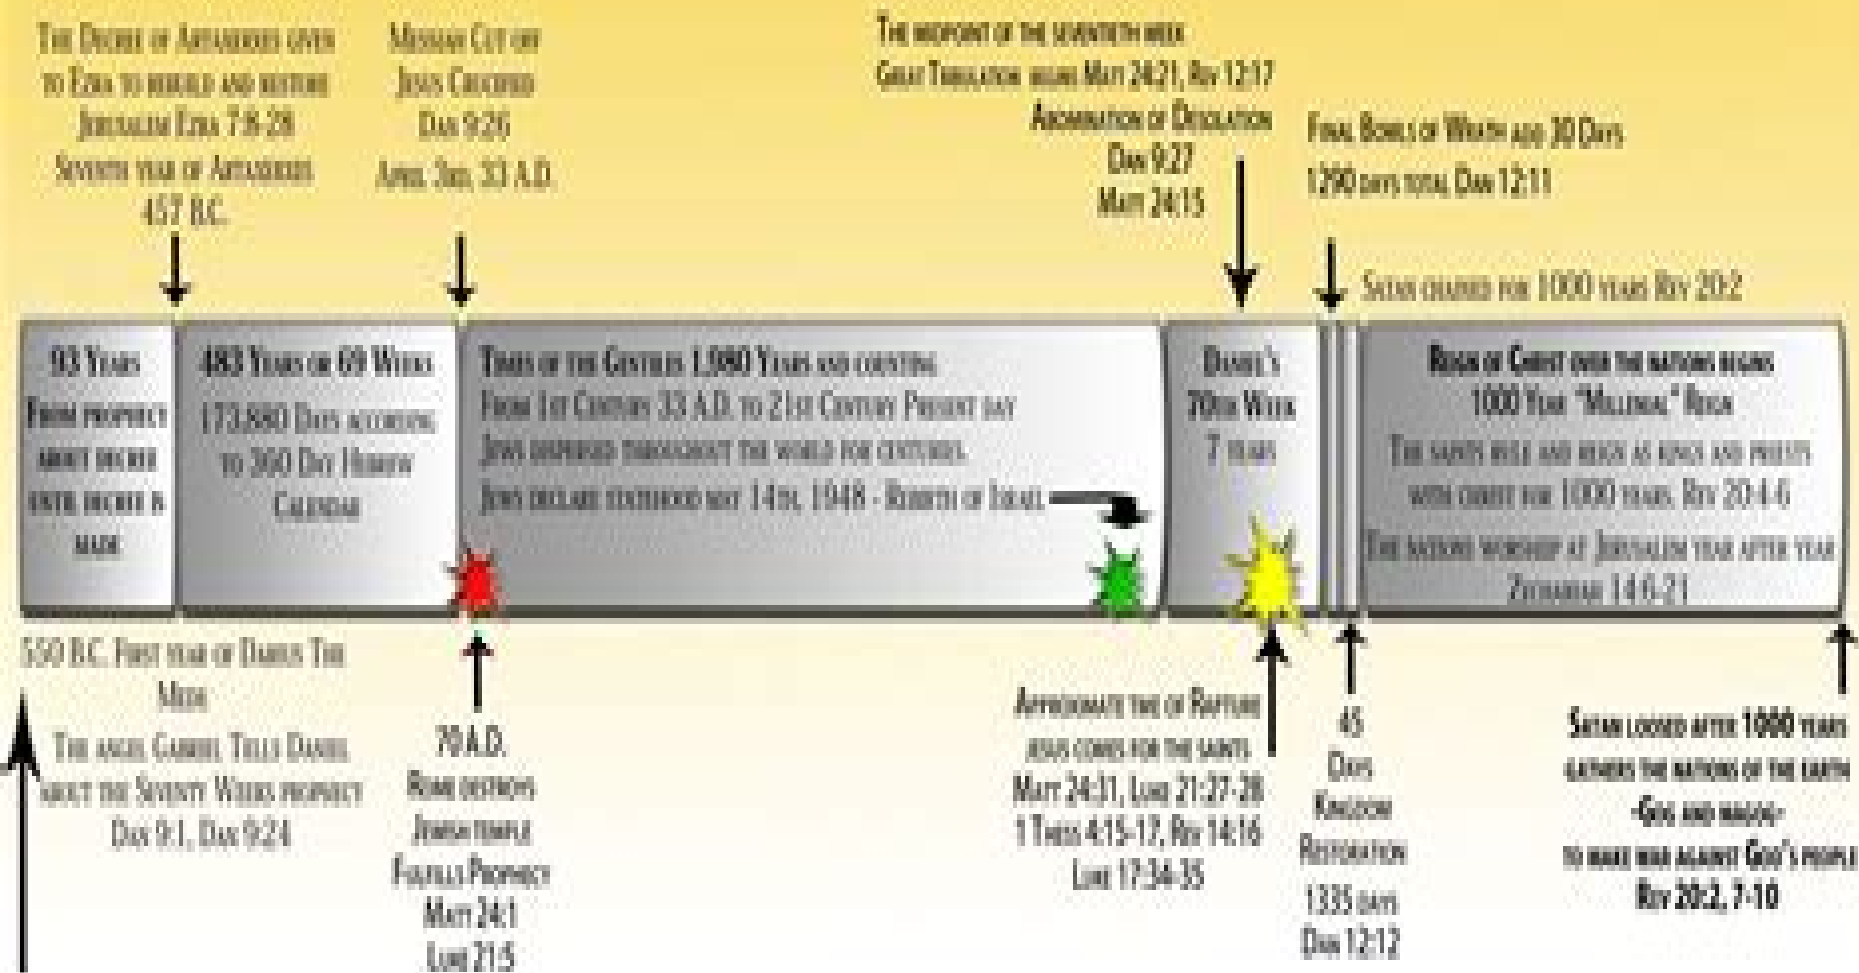 The Decree of Artaxerxes given
to Ezra to rebuild and restore
Jerusalem Ezra 7:8-28
Seventh year of Artaxerxes
457 B.C.
Messiah Cut off
Jesus Crucified
Dan 9:26
April 3rd, 33 A.D.
The midpoint of the seventieth week
Great Tribulation begins Matt 24:21, Rev 12:17
Abomination of Desolation
Dan 9:27
Matt 24:15
Final Bowls of Wrath add 30 Days
1290 days total Dan 12:11
Satan chained for 1000 years Rev 20:2
93 Years
From prophecy
about decree
until decree is
made
483 Years or 69 Weeks
173,880 Days according
to 360 Day Hebrew
Calendar
Times of the Gentiles 1,980 Years and counting
From 1st Century 33 A.D. to 21st Century Present day
Jews dispersed throughout the world for centuries.
Jews declare statehood may 14th, 1948 - Rebirth of Israel
Daniel's
70th Week
7 years
Reign of Christ over the nations begins
1000 Year "Millenial" Reign
The saints rule and reign as kings and priests
with christ for 1000 years. Rev 20:4-6
The nations worship at Jerusalem year after year
Zechariah 14:6-21
550 B.C. First year of Darius The
Mede
The angel Gabriel Tells Daniel
about the Seventy Weeks prophecy
Dan 9:1, Dan 9:24
70 A.D.
Rome destroys
Jewish temple
Fulfills Prophecy
Matt 24:1
Luke 21:5
Approximate time of Rapture
jesus comes for the saints
Matt 24:31, Luke 21:27-28
1 Thess 4:15-17, Rev 14:16
Luke 17:34-35
45
Days
Kingdom
Restoration
1335 days
Dan 12:12
Satan loosed after 1000 years
gathers the nations of the earth
-Gog and magog-
to make war against God's people
Rev 20:2, 7-10